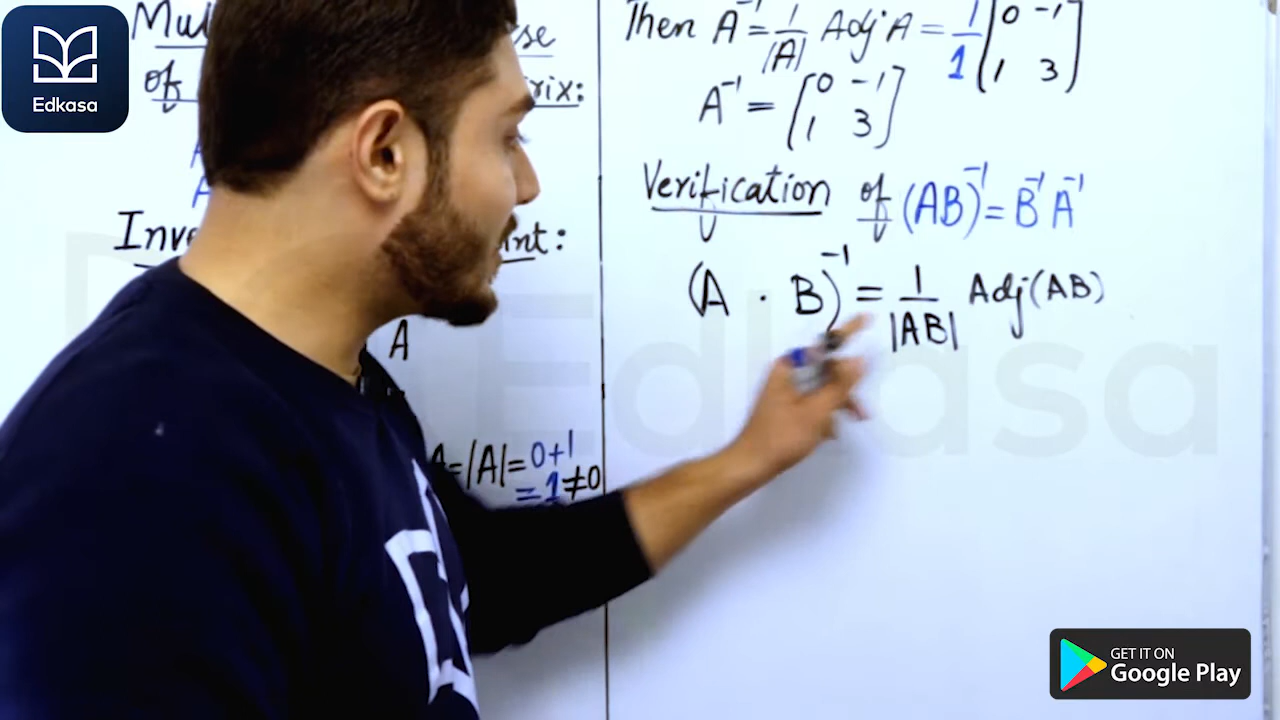 Edkasa
Mul se
of rix:
A
A
Inve nt:
A
A=|A|=0+1
=1≠0
Then A⁻¹=1/|A| Adj A=1/1[0 -1
1 3]
A⁻¹=[0 -1
1 3]
Verification of (AB)⁻¹=B⁻¹A⁻¹
(A · B)⁻¹=1/|AB| Adj(AB)
Edkasa
GET IT ON
Google Play